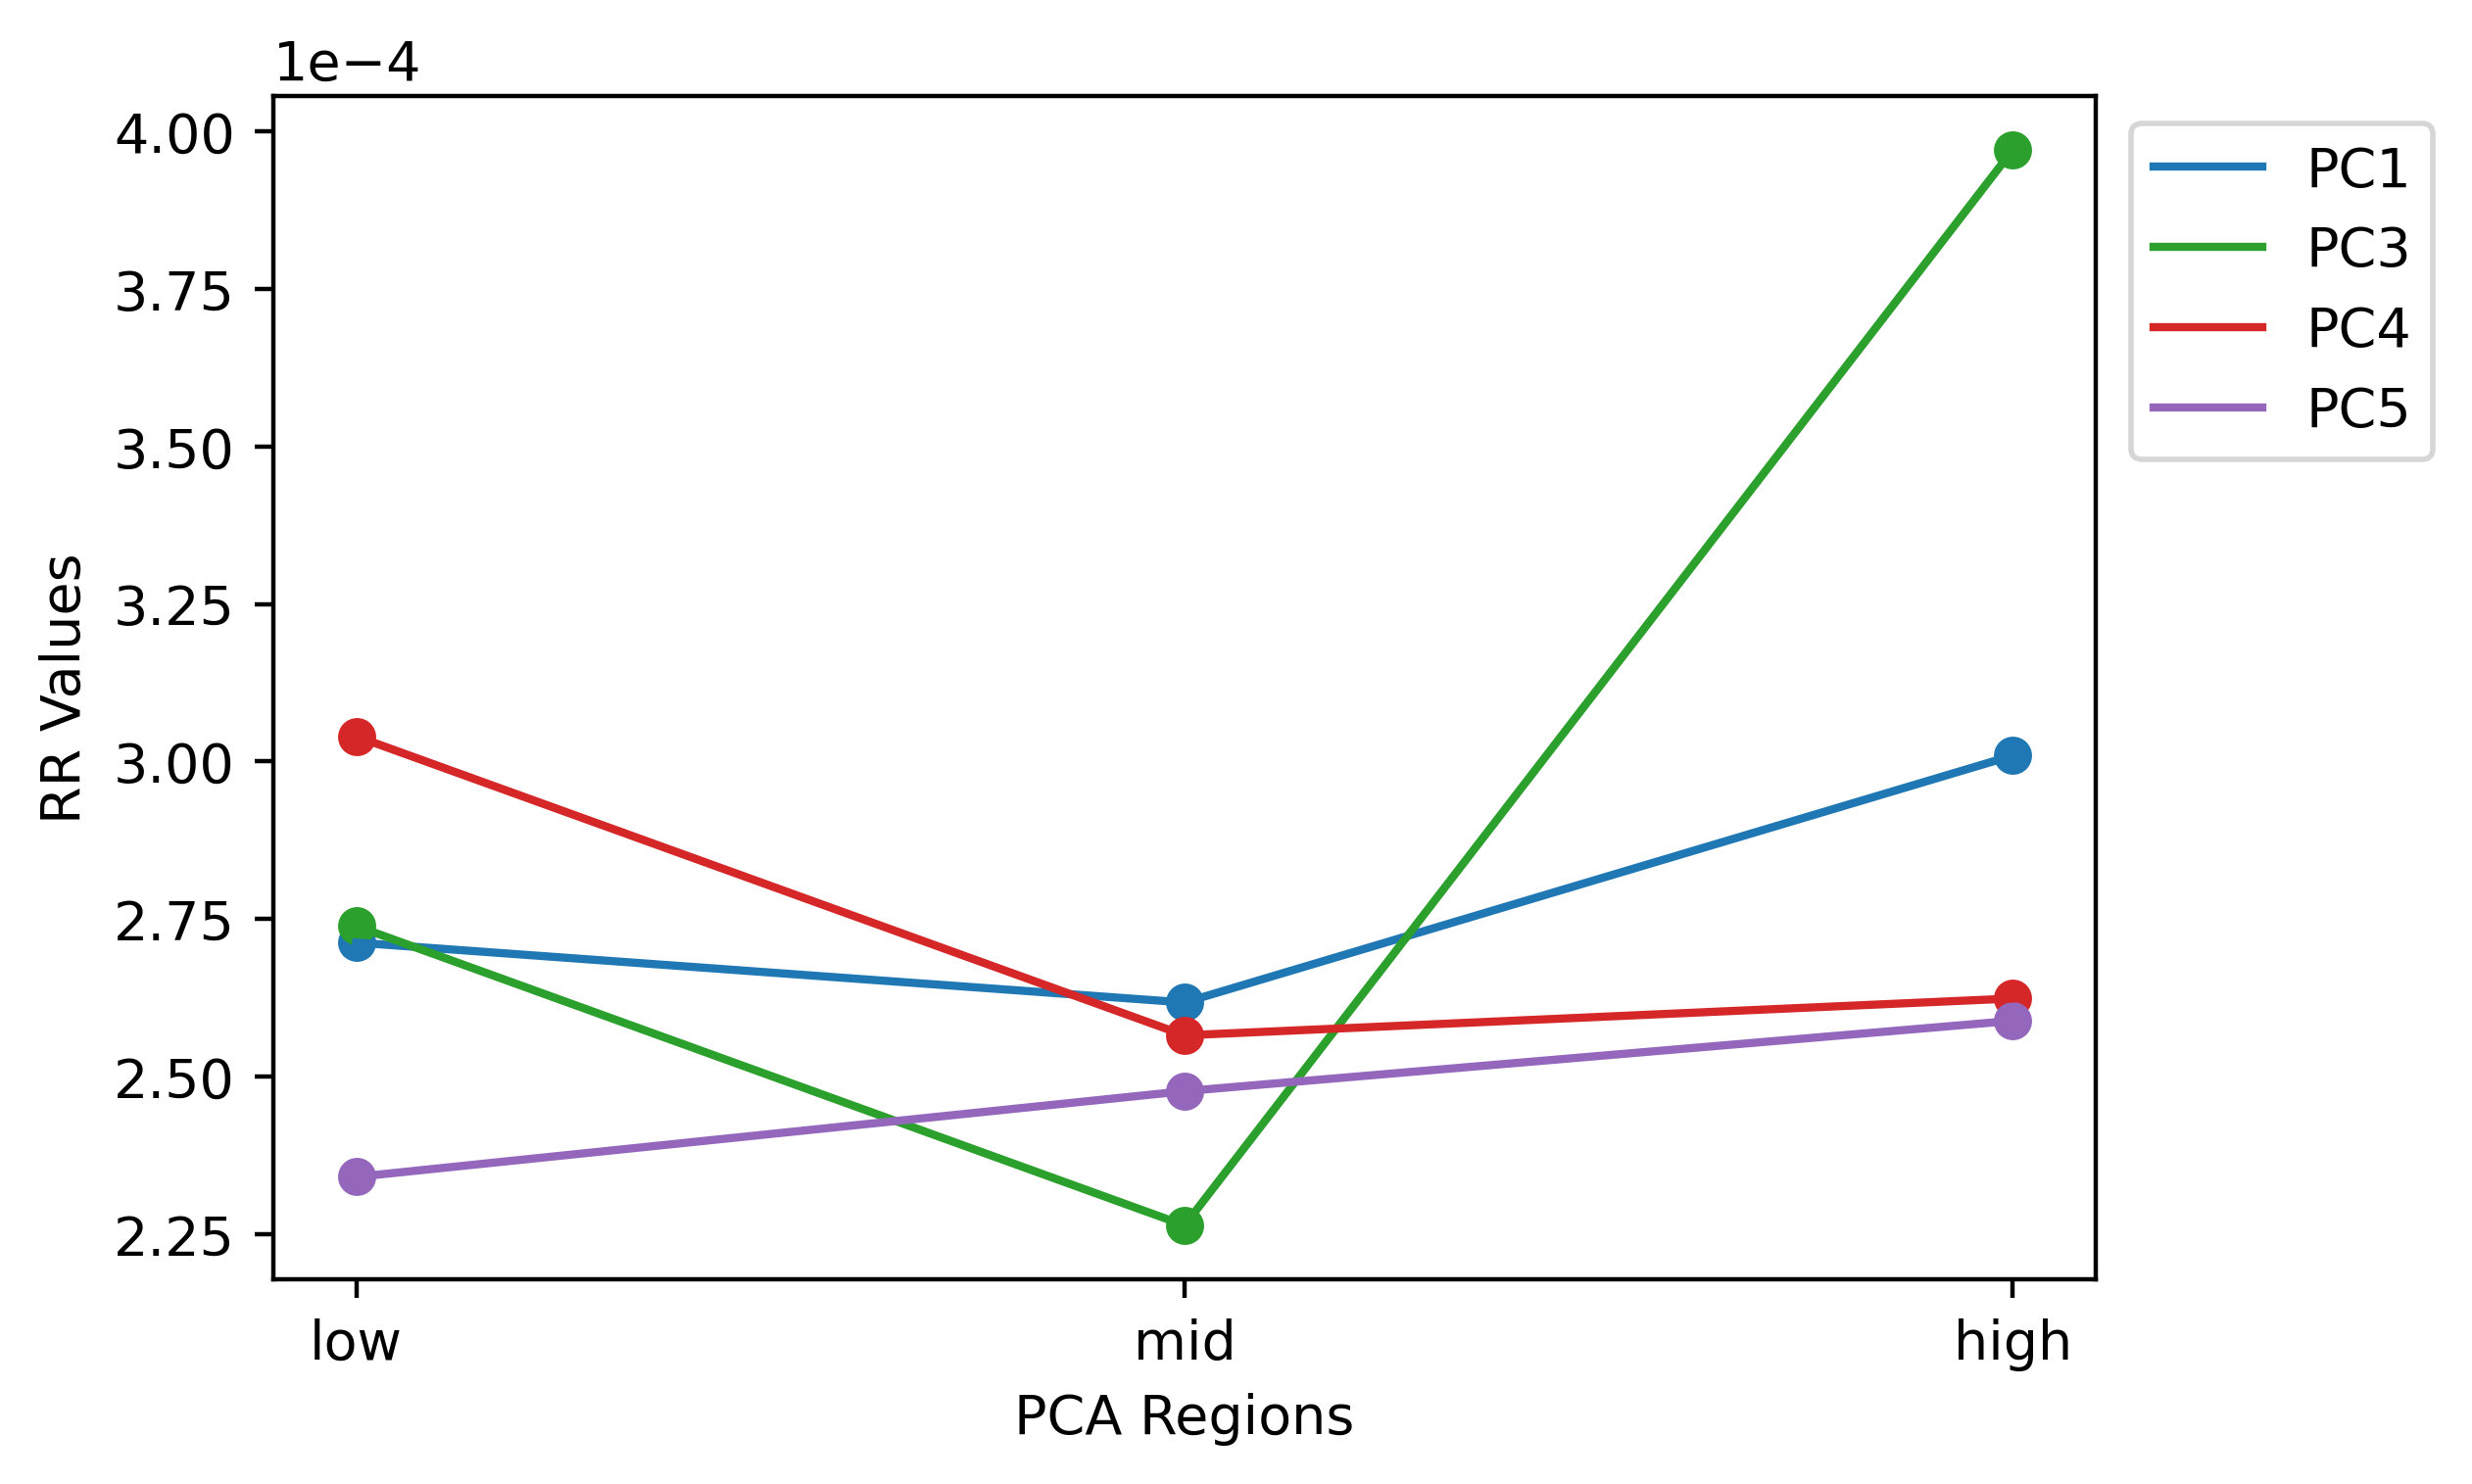 1e−4
4.00
3.75
3.50
3.25
3.00
2.75
2.50
2.25
RR Values
low
mid
high
PCA Regions
PC1
PC3
PC4
PC5